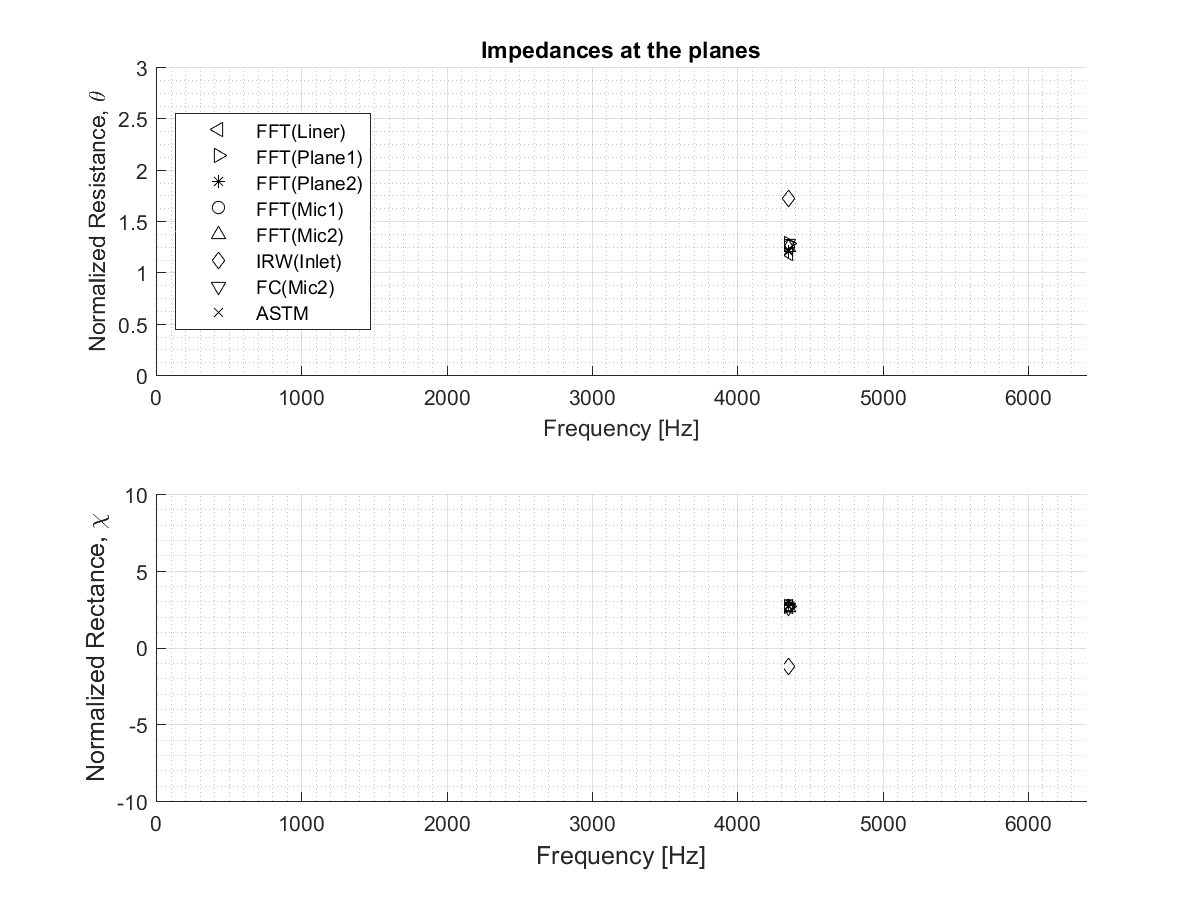 Impedances at the planes
Normalized Resistance, θ
3
2.5
2
1.5
1
0.5
0
FFT(Liner)
FFT(Plane1)
FFT(Plane2)
FFT(Mic1)
FFT(Mic2)
IRW(Inlet)
FC(Mic2)
ASTM
0 1000 2000 3000 4000 5000 6000
Frequency [Hz]
Normalized Rectance, χ
10
5
0
-5
-10
0 1000 2000 3000 4000 5000 6000
Frequency [Hz]